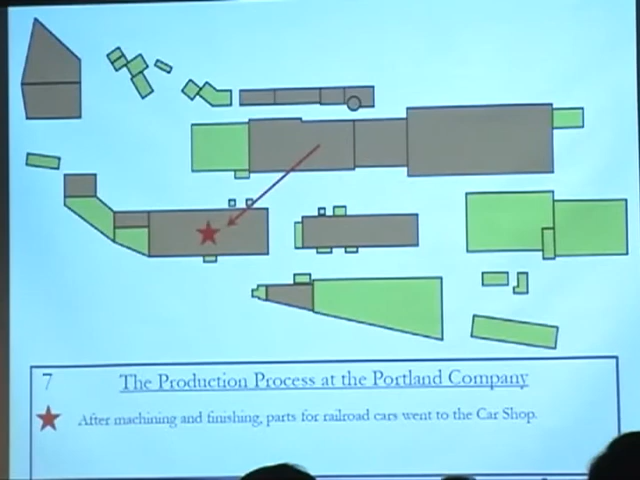 7
The Production Process at the Portland Company
After machining and finishing, parts for railroad cars went to the Car Shop.